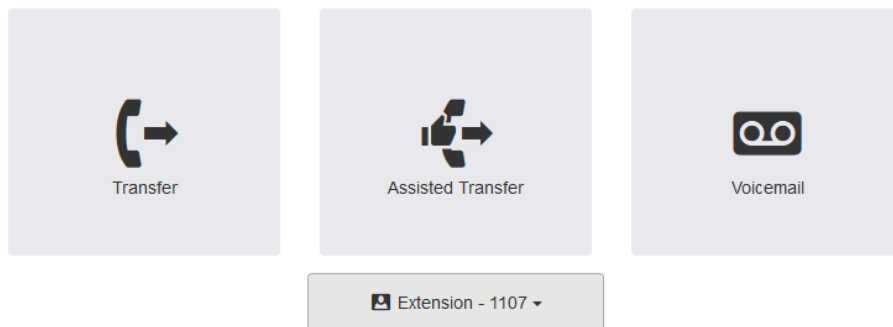 Transfer
Assisted Transfer
Voicemail
Extension - 1107